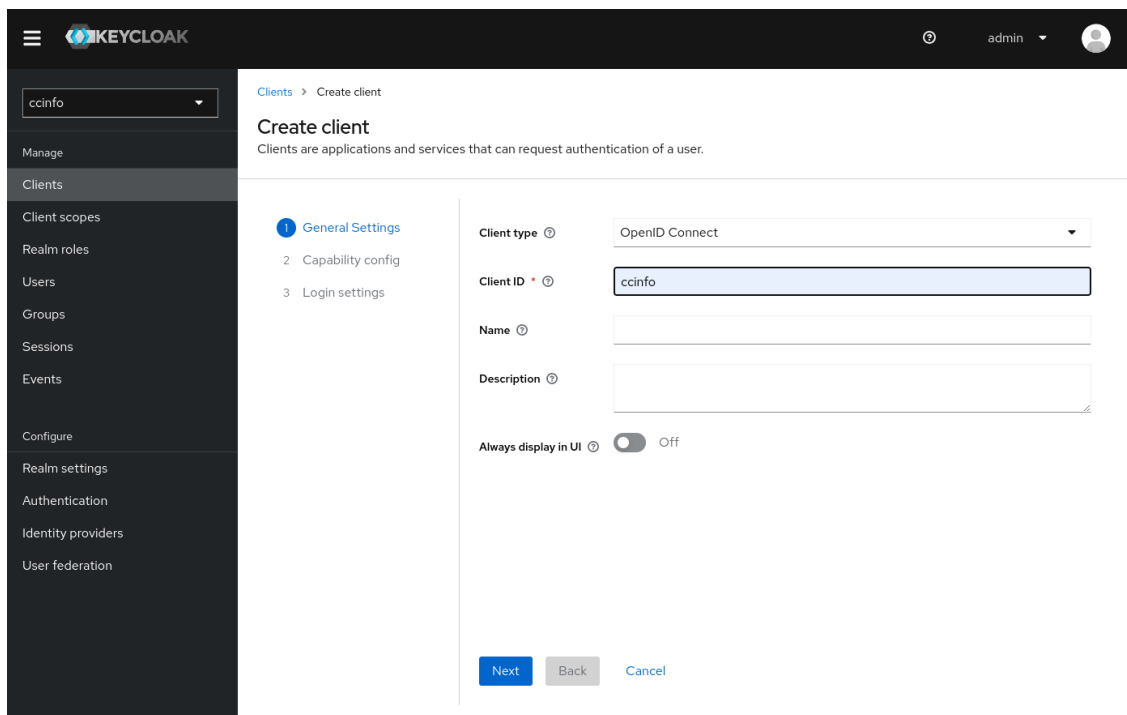 KEYCLOAK
admin
ccinfo
Manage
Clients
Client scopes
Realm roles
Users
Groups
Sessions
Events
Configure
Realm settings
Authentication
Identity providers
User federation
Clients > Create client
Create client
Clients are applications and services that can request authentication of a user.
1 General Settings
2 Capability config
3 Login settings
Client type OpenID Connect
Client ID * ccinfo
Name
Description
Always display in UI Off
Next Back Cancel